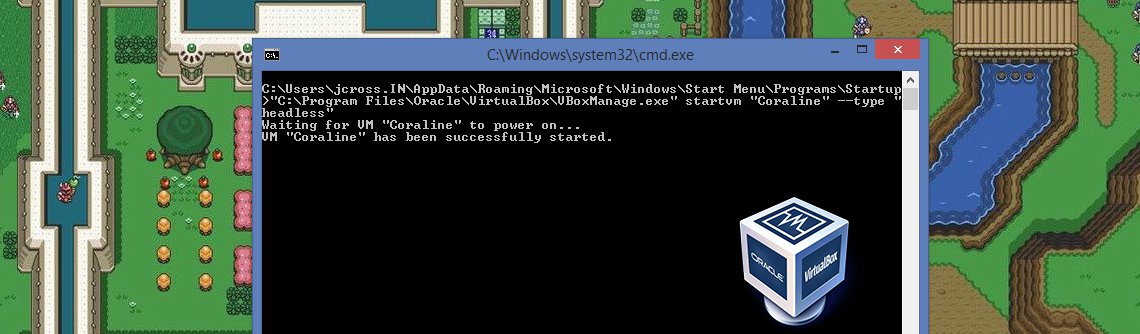 C:\Windows\system32\cmd.exe
C:\Users\jcross.IN\AppData\Roaming\Microsoft\Windows\Start Menu\Programs\Startup
>"C:\Program Files\Oracle\VirtualBox\VBoxManage.exe" startvm "Coraline" --type "
headless"
Waiting for VM "Coraline" to power on...
VM "Coraline" has been successfully started.
ORACLE
VirtualBox